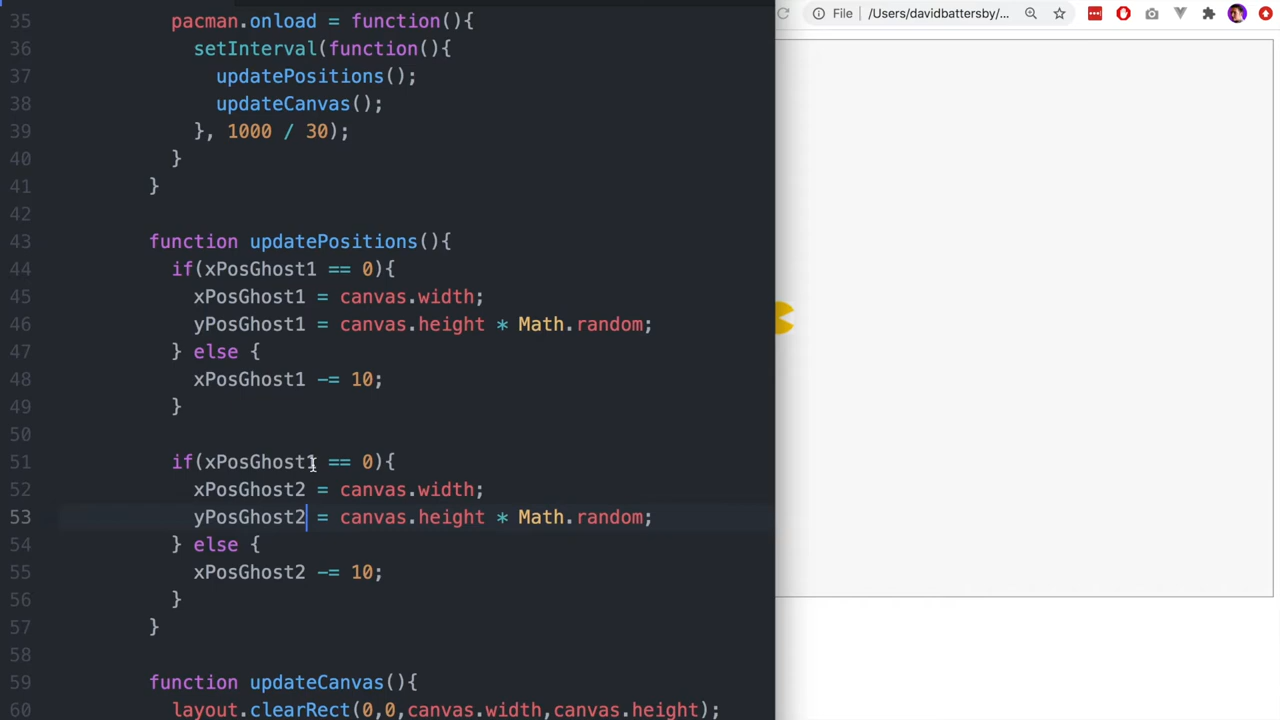 35 pacman.onload = function(){
36 setInterval(function(){
37 updatePositions();
38 updateCanvas();
39 }, 1000 / 30);
40 }
41 }
42
43 function updatePositions(){
44 if(xPosGhost1 == 0){
45 xPosGhost1 = canvas.width;
46 yPosGhost1 = canvas.height * Math.random;
47 } else {
48 xPosGhost1 -= 10;
49 }
50
51 if(xPosGhost1 == 0){
52 xPosGhost2 = canvas.width;
53 yPosGhost2 = canvas.height * Math.random;
54 } else {
55 xPosGhost2 -= 10;
56 }
57 }
58
59 function updateCanvas(){
60 layout.clearRect(0,0,canvas.width,canvas.height);
File /Users/davidbattersby/...